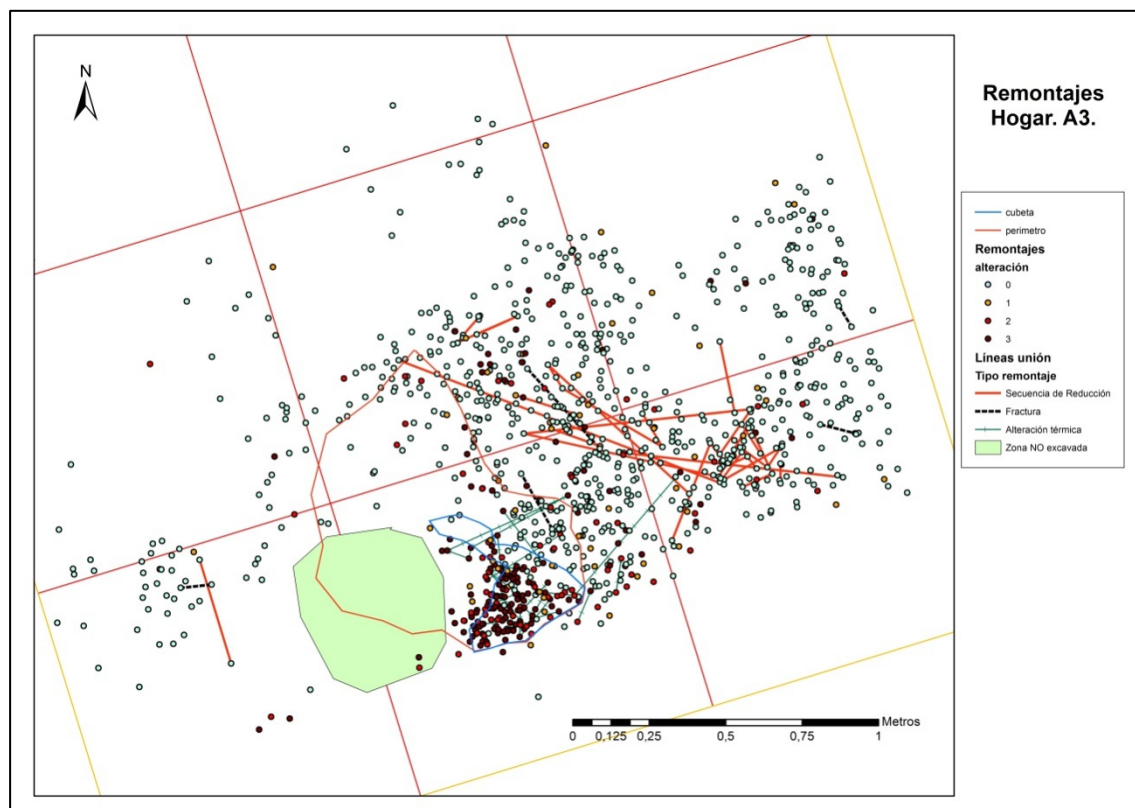 N
Remontajes
Hogar. A3.
cubeta
perimetro
Remontajes
alteración
0
1
2
3
Líneas unión
Tipo remontaje
Secuencia de Reducción
Fractura
Alteración térmica
Zona NO excavada
Metros
0 0,125 0,25 0,5 0,75 1